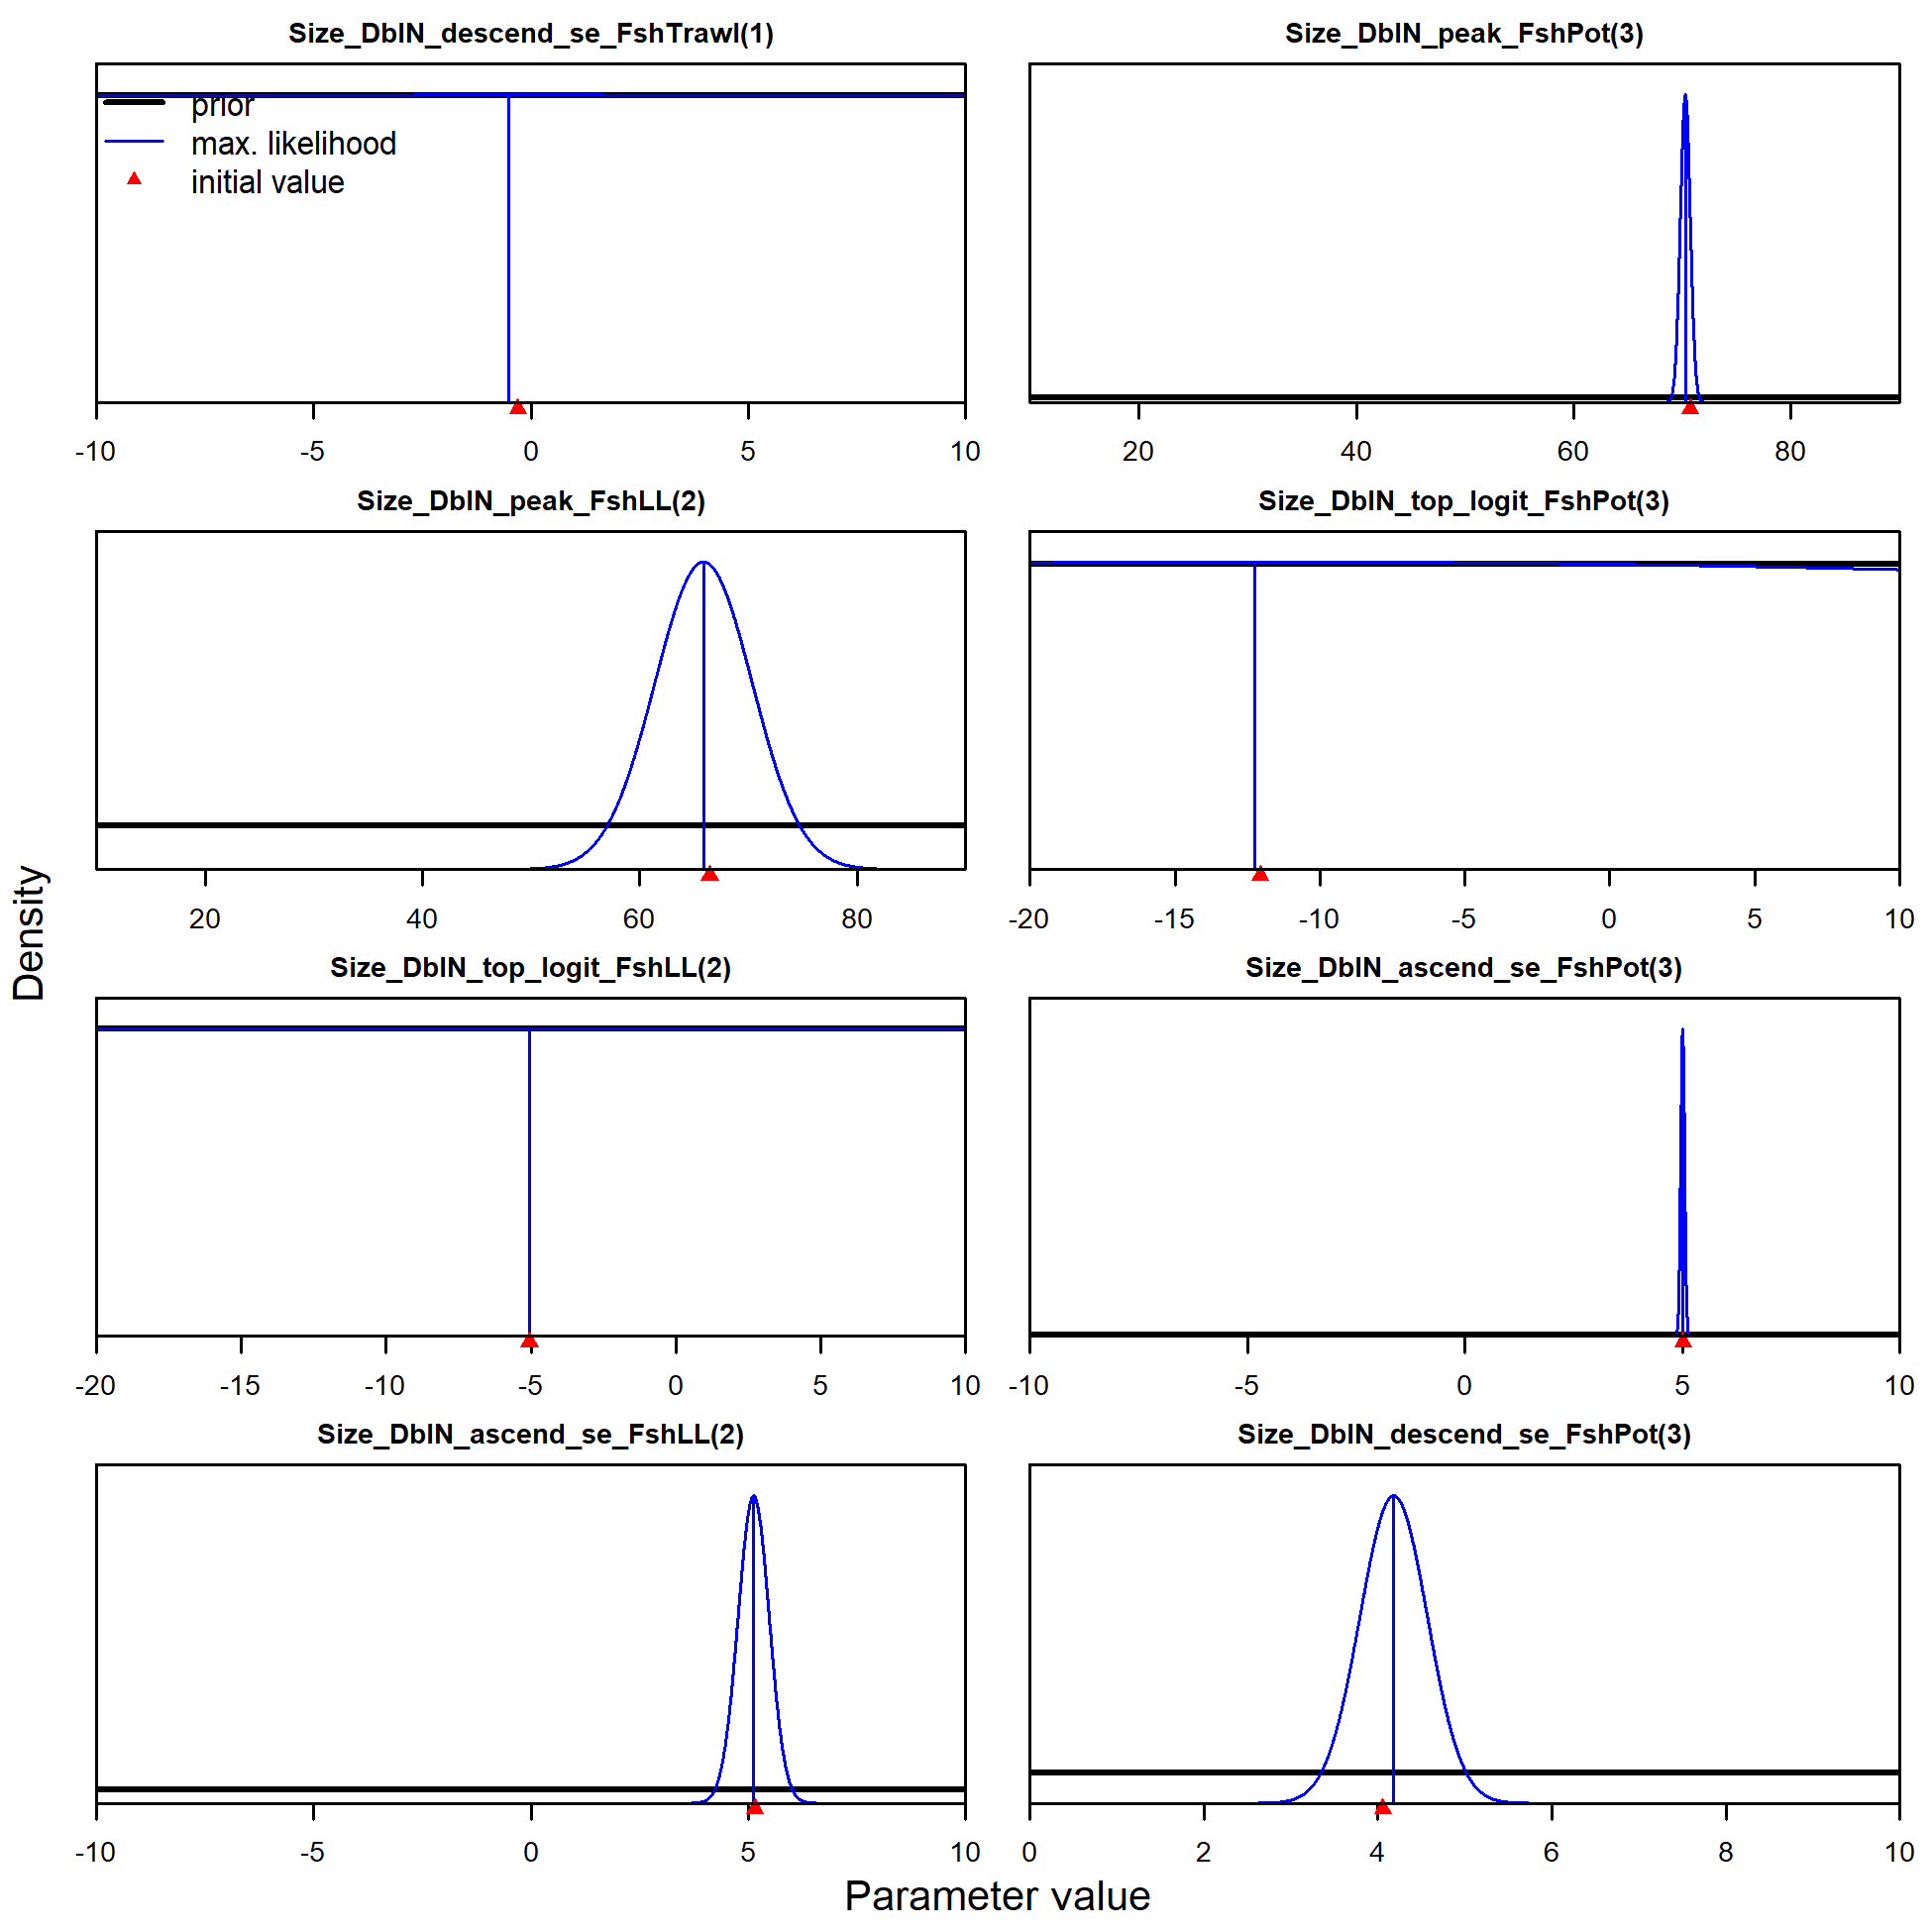 Size_DblN_descend_se_FshTrawl(1)
prior
max. likelihood
initial value
-10 -5 0 5 10
Size_DblN_peak_FshPot(3)
20 40 60 80
Size_DblN_peak_FshLL(2)
20 40 60 80
Size_DblN_top_logit_FshPot(3)
-20 -15 -10 -5 0 5 10
Size_DblN_top_logit_FshLL(2)
-20 -15 -10 -5 0 5 10
Size_DblN_ascend_se_FshPot(3)
-10 -5 0 5 10
Size_DblN_ascend_se_FshLL(2)
-10 -5 0 5 10
Size_DblN_descend_se_FshPot(3)
0 2 4 6 8 10
Density
Parameter value